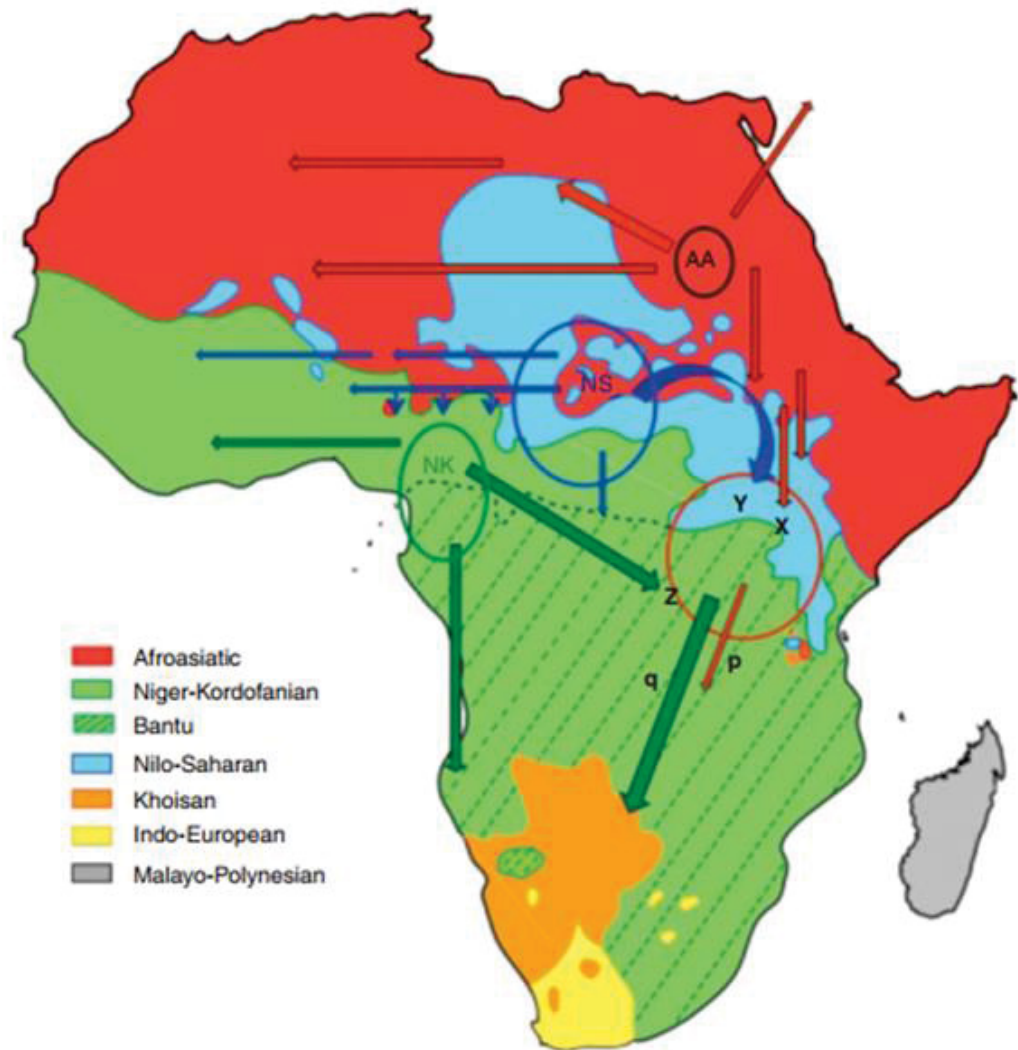 AA
NS
NK
Y
X
Z
p
q
Afroasiatic
Niger-Kordofanian
Bantu
Nilo-Saharan
Khoisan
Indo-European
Malayo-Polynesian